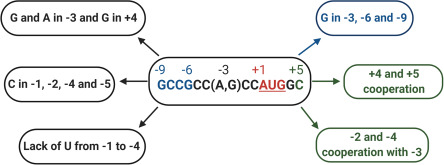 G and A in -3 and G in +4
G in -3, -6 and -9
-9 -6 -3 +1 +5
GCCGCC(A,G)CCAUGGC
C in -1, -2, -4 and -5
+4 and +5
cooperation
Lack of U from -1 to -4
-2 and -4
cooperation with -3